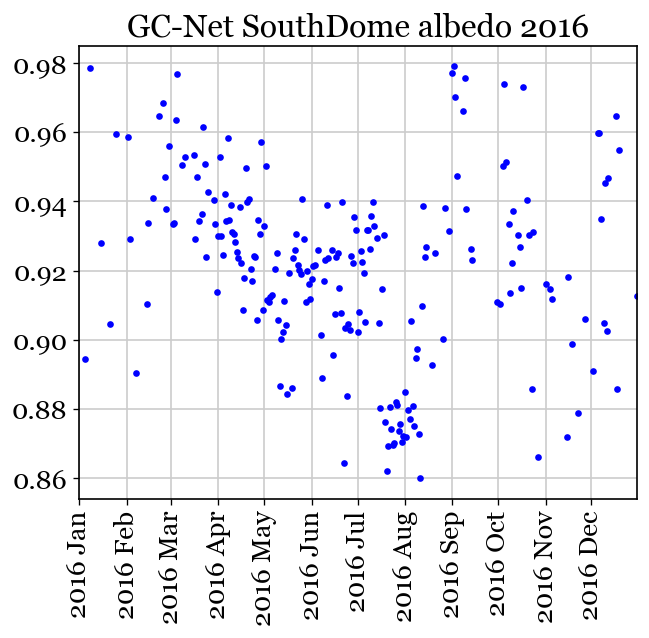 GC-Net SouthDome albedo 2016
0.98
0.96
0.94
0.92
0.90
0.88
0.86
2016 Jan
2016 Feb
2016 Mar
2016 Apr
2016 May
2016 Jun
2016 Jul
2016 Aug
2016 Sep
2016 Oct
2016 Nov
2016 Dec